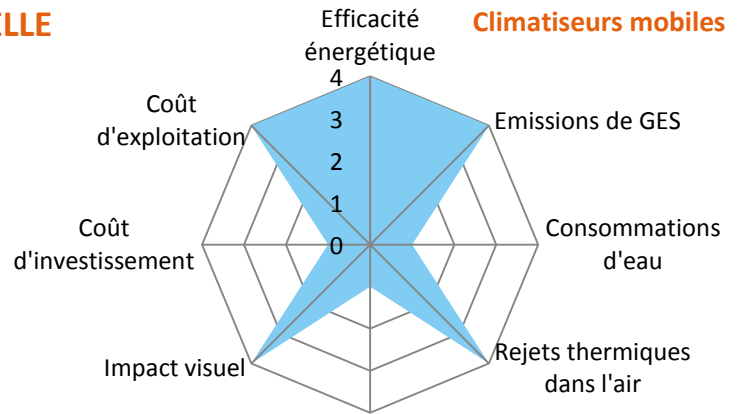 ELLE
Climatiseurs mobiles
Efficacité
énergétique
4
3
2
1
0
Emissions de GES
Consommations
d'eau
Rejets thermiques
dans l'air
Impact visuel
Coût
d'investissement
Coût
d'exploitation